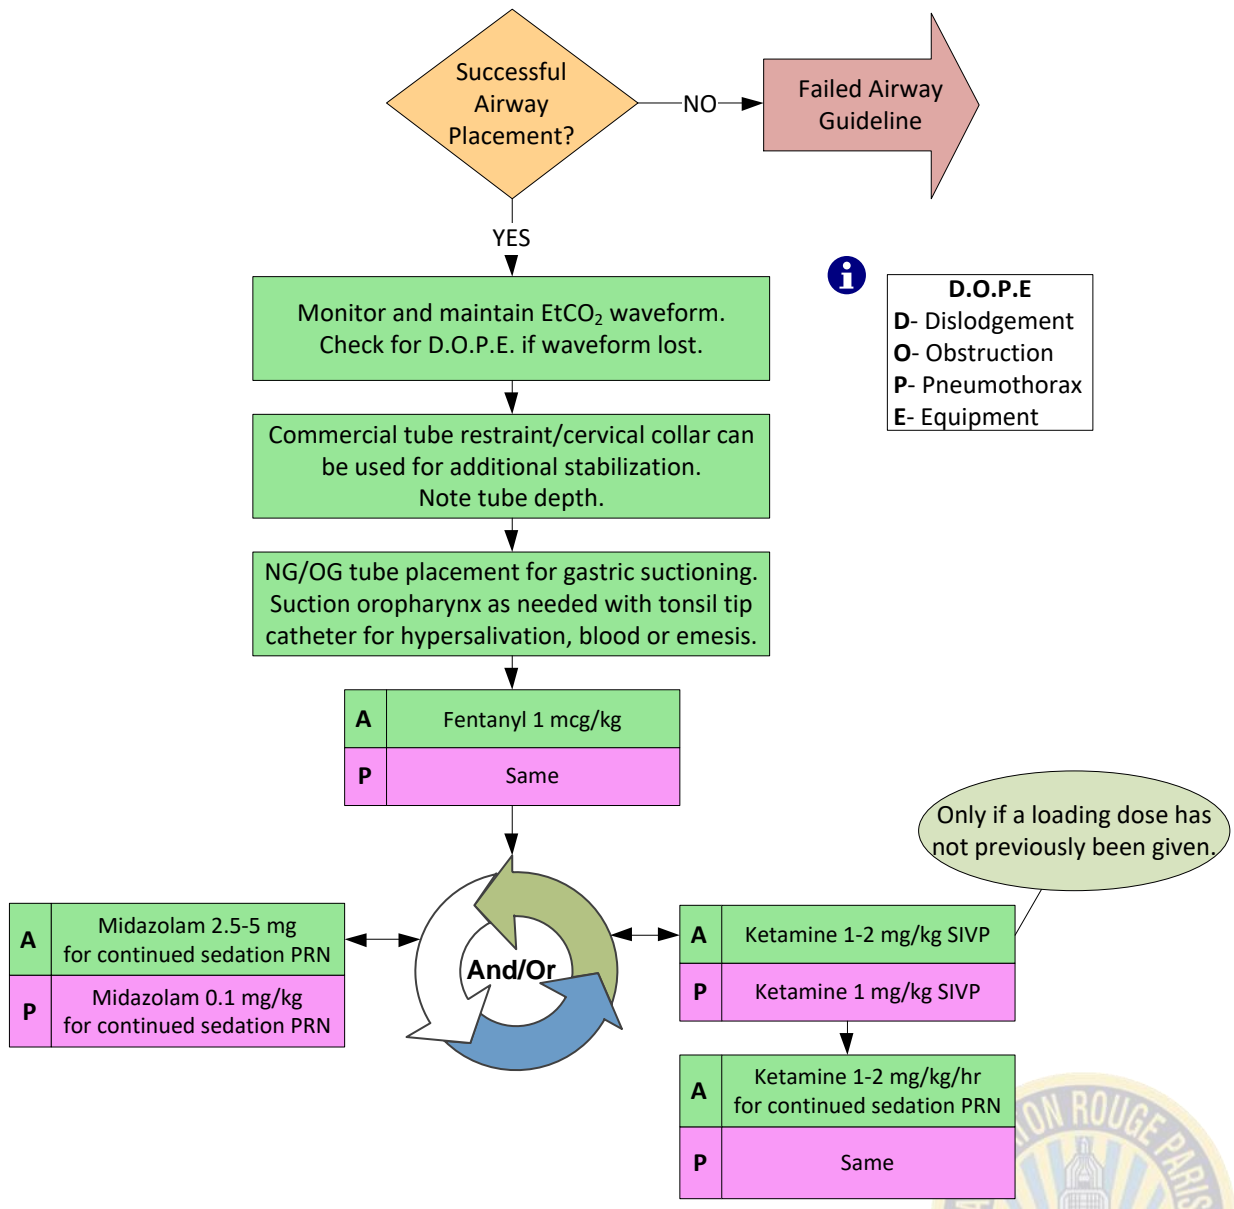 Successful
Airway
Placement?
NO
Failed Airway
Guideline
YES
Monitor and maintain EtCO₂ waveform.
Check for D.O.P.E. if waveform lost.
D.O.P.E
D- Dislodgement
O- Obstruction
P- Pneumothorax
E- Equipment
Commercial tube restraint/cervical collar can
be used for additional stabilization.
Note tube depth.
NG/OG tube placement for gastric suctioning.
Suction oropharynx as needed with tonsil tip
catheter for hypersalivation, blood or emesis.
A Fentanyl 1 mcg/kg
P Same
Only if a loading dose has
not previously been given.
A Midazolam 2.5-5 mg
for continued sedation PRN
P Midazolam 0.1 mg/kg
for continued sedation PRN
And/Or
A Ketamine 1-2 mg/kg SIVP
P Ketamine 1 mg/kg SIVP
A Ketamine 1-2 mg/kg/hr
for continued sedation PRN
P Same
ROUGE PARIS